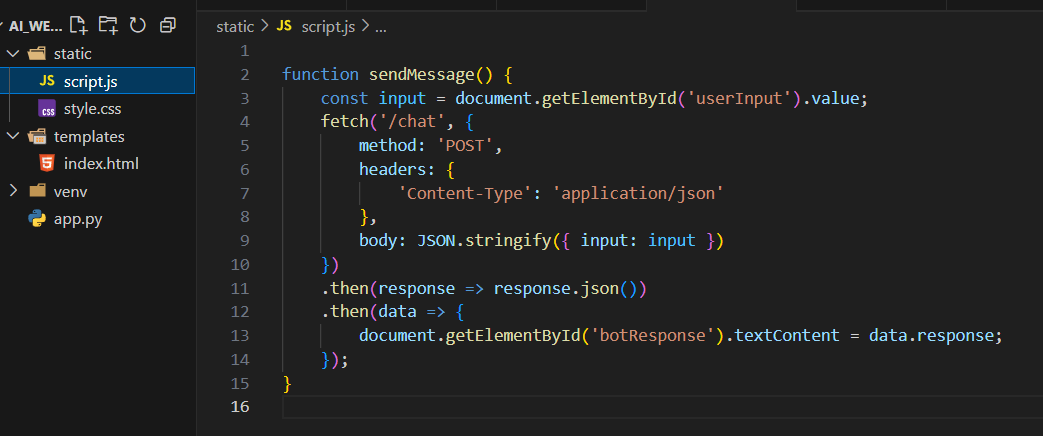 AI_WE...
static
JS script.js
CSS style.css
templates
index.html
venv
app.py
static > JS script.js > ...
1
2 function sendMessage() {
3     const input = document.getElementById('userInput').value;
4     fetch('/chat', {
5         method: 'POST',
6         headers: {
7             'Content-Type': 'application/json'
8         },
9         body: JSON.stringify({ input: input })
10     })
11     .then(response => response.json())
12     .then(data => {
13         document.getElementById('botResponse').textContent = data.response;
14     });
15 }
16